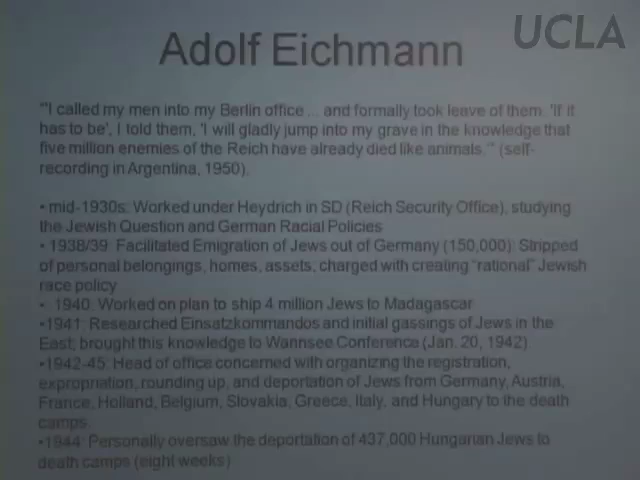 UCLA
Adolf Eichmann
"'I called my men into my Berlin office ... and formally took leave of them. 'If it
has to be', I told them, 'I will gladly jump into my grave in the knowledge that
five million enemies of the Reich have already died like animals.'" (self-
recording in Argentina, 1950).
• mid-1930s: Worked under Heydrich in SD (Reich Security Office), studying
the Jewish Question and German Racial Policies
• 1938/39: Facilitated Emigration of Jews out of Germany (150,000): Stripped
of personal belongings, homes, assets, charged with creating "rational" Jewish
race policy
• 1940: Worked on plan to ship 4 million Jews to Madagascar
•1941: Researched Einsatzkommandos and initial gassings of Jews in the
East; brought this knowledge to Wannsee Conference (Jan. 20, 1942)
•1942-45: Head of office concerned with organizing the registration,
expropriation, rounding up, and deportation of Jews from Germany, Austria,
France, Holland, Belgium, Slovakia, Greece, Italy, and Hungary to the death
camps
•1944: Personally oversaw the deportation of 437,000 Hungarian Jews to
death camps (eight weeks)